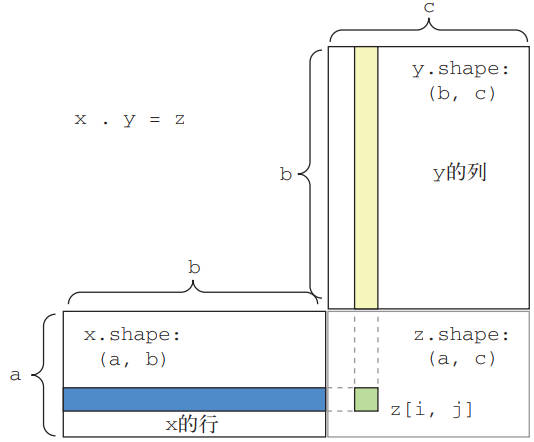 c
y.shape:
(b, c)
x . y = z
b
y的列
b
x.shape:
(a, b)
z.shape:
(a, c)
a
z[i, j]
x的行